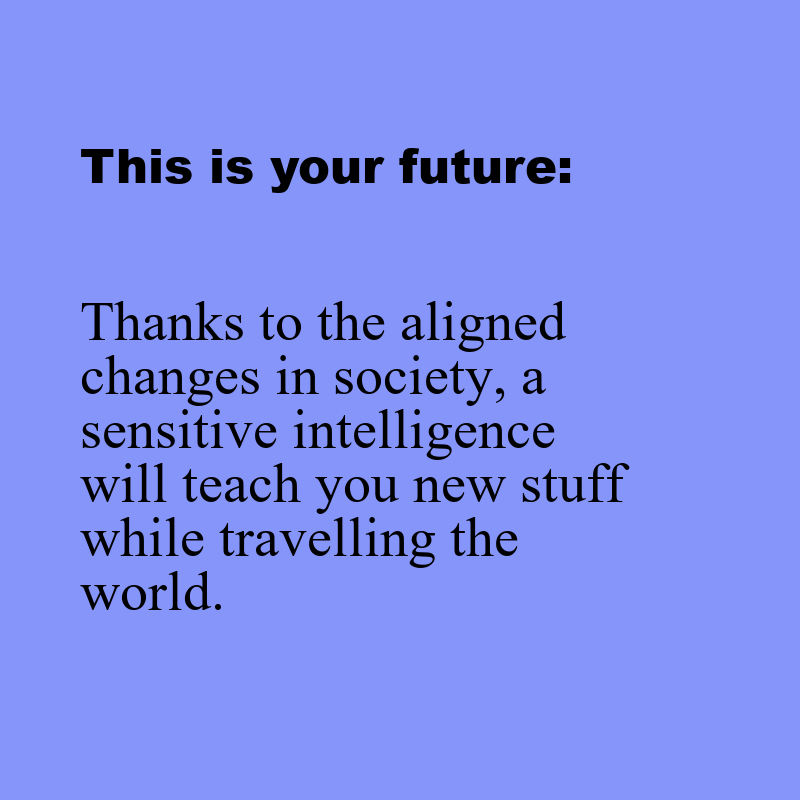 This is your future:
Thanks to the aligned
changes in society, a
sensitive intelligence
will teach you new stuff
while travelling the
world.